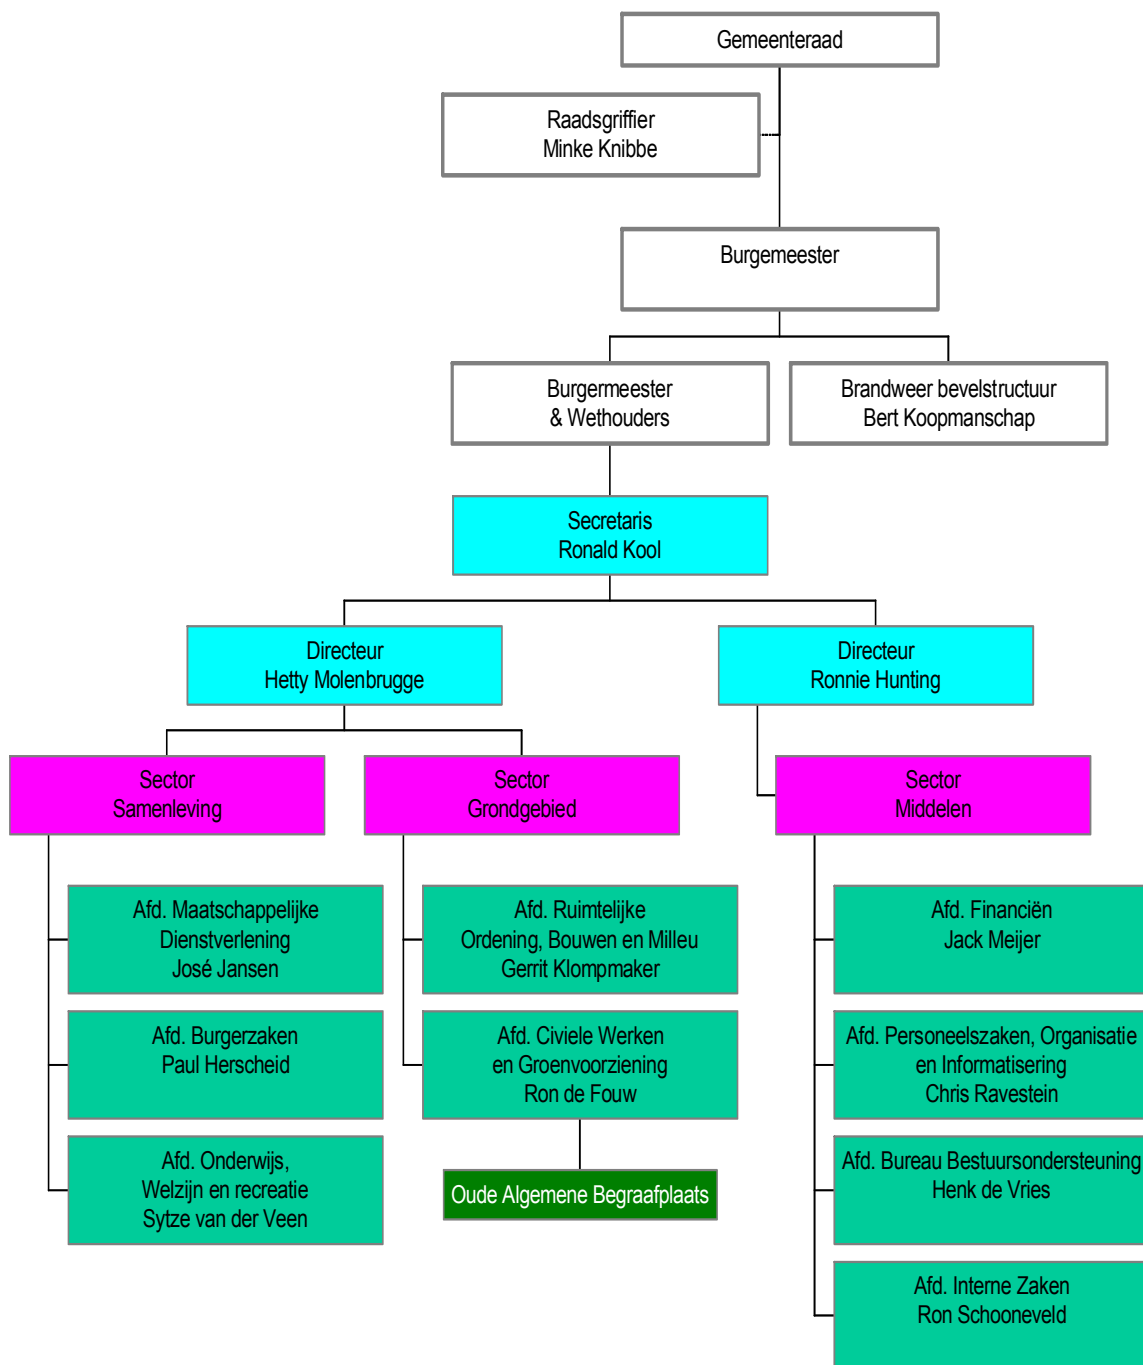 Gemeenteraad
Raadsgriffier
Minke Knibbe
Burgemeester
Burgermeester
& Wethouders
Brandweer bevelstructuur
Bert Koopmanschap
Secretaris
Ronald Kool
Directeur
Hetty Molenbrugge
Directeur
Ronnie Hunting
Sector
Samenleving
Sector
Grondgebied
Sector
Middelen
Afd. Maatschappelijke
Dienstverlening
José Jansen
Afd. Ruimtelijke
Ordening, Bouwen en Milleu
Gerrit Klompmaker
Afd. Financiën
Jack Meijer
Afd. Burgerzaken
Paul Herscheid
Afd. Civiele Werken
en Groenvoorziening
Ron de Fouw
Afd. Personeelszaken, Organisatie
en Informatisering
Chris Ravestein
Afd. Onderwijs,
Welzijn en recreatie
Sytze van der Veen
Oude Algemene Begraafplaats
Afd. Bureau Bestuursondersteuning
Henk de Vries
Afd. Interne Zaken
Ron Schooneveld